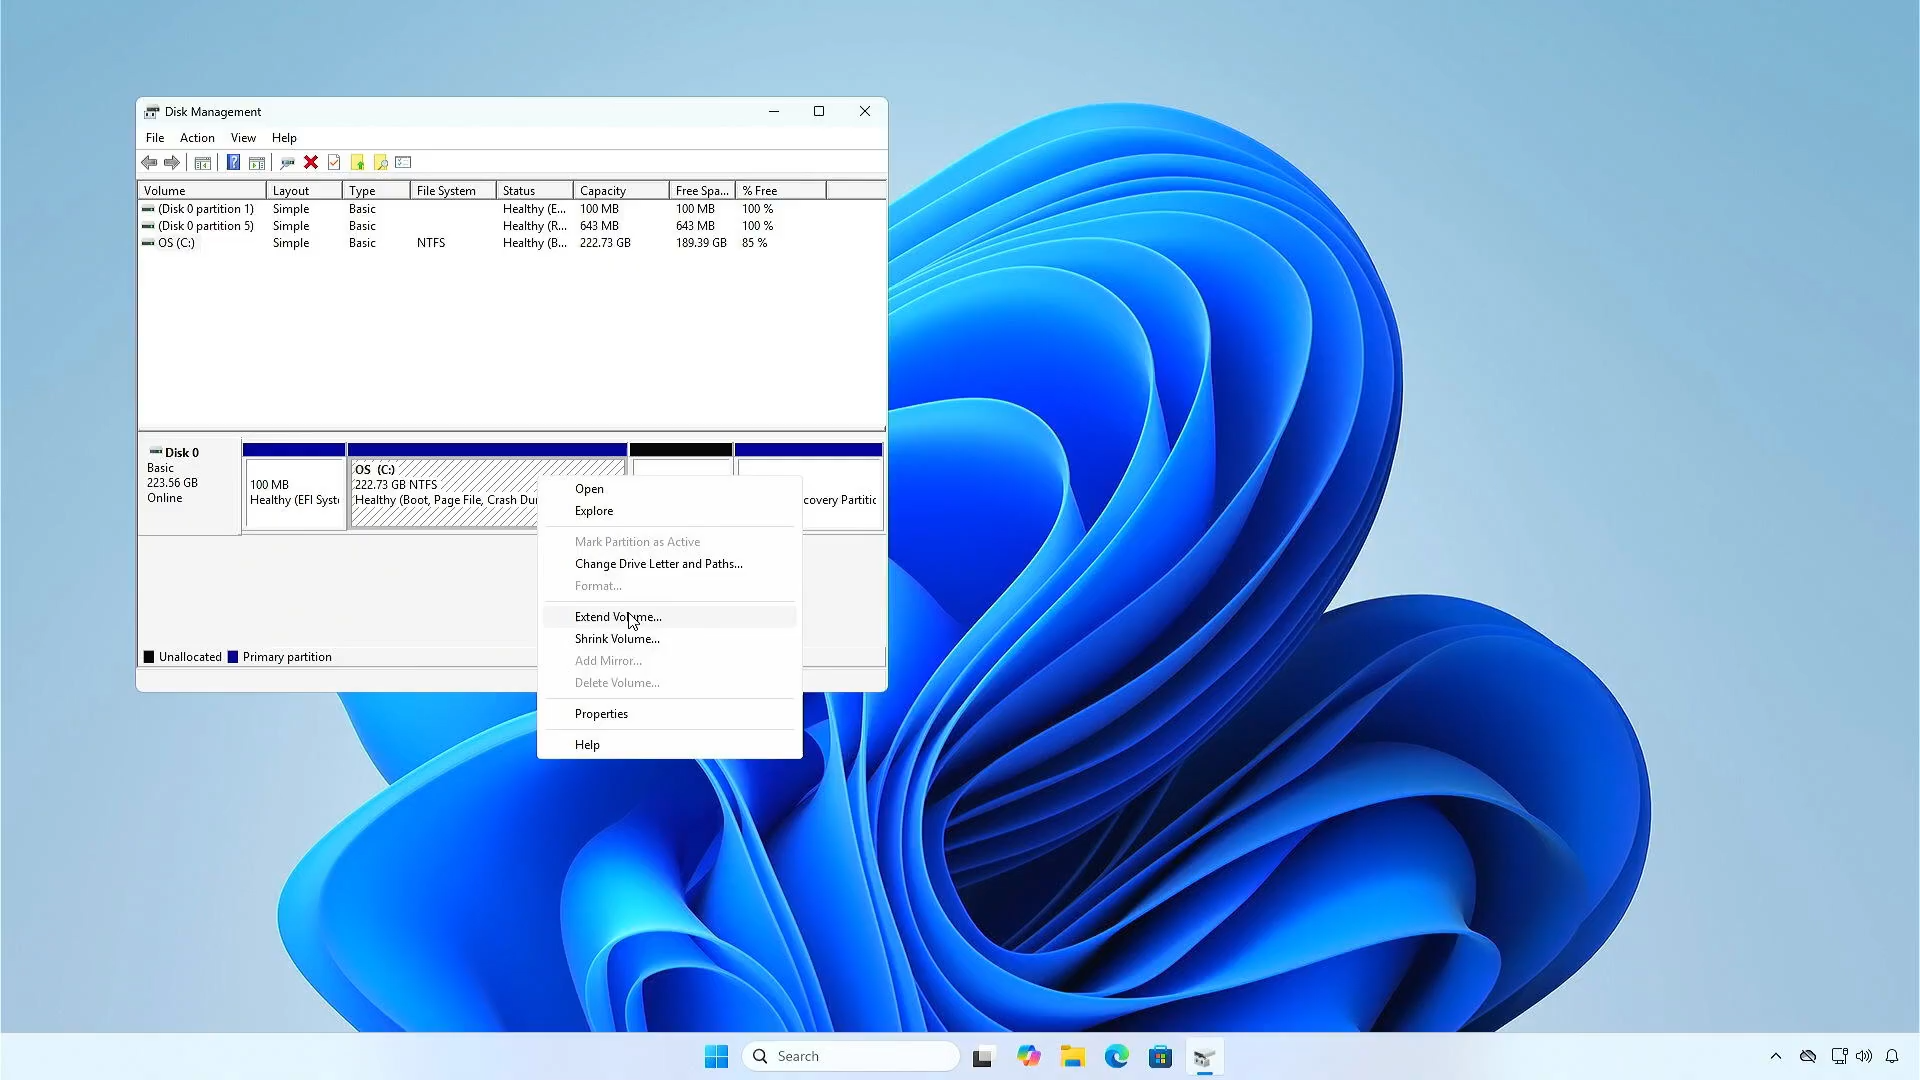 Disk Management
File Action View Help
Volume Layout Type File System Status Capacity Free Spa... % Free
(Disk 0 partition 1) Simple Basic Healthy (E... 100 MB 100 MB 100 %
(Disk 0 partition 5) Simple Basic Healthy (R... 643 MB 643 MB 100 %
OS (C:) Simple Basic NTFS Healthy (B... 222.73 GB 189.39 GB 85 %
Disk 0
Basic
223.56 GB
Online
100 MB
Healthy (EFI Syst
OS (C:)
222.73 GB NTFS
Healthy (Boot, Page File, Crash Du
covery Partitic
Open
Explore
Mark Partition as Active
Change Drive Letter and Paths...
Format...
Extend Volume...
Shrink Volume...
Add Mirror...
Delete Volume...
Properties
Help
Unallocated Primary partition
Search